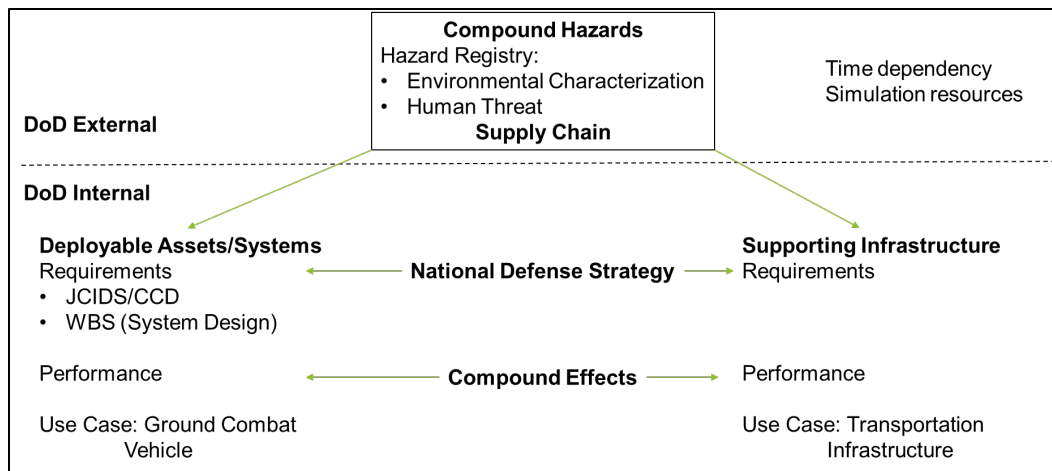 Compound Hazards
Hazard Registry:
• Environmental Characterization
• Human Threat
Supply Chain
Time dependency
Simulation resources
DoD External
DoD Internal
Deployable Assets/Systems
Requirements
• JCIDS/CCD
• WBS (System Design)
National Defense Strategy
Supporting Infrastructure
Requirements
Performance
Compound Effects
Performance
Use Case: Ground Combat
Vehicle
Use Case: Transportation
Infrastructure